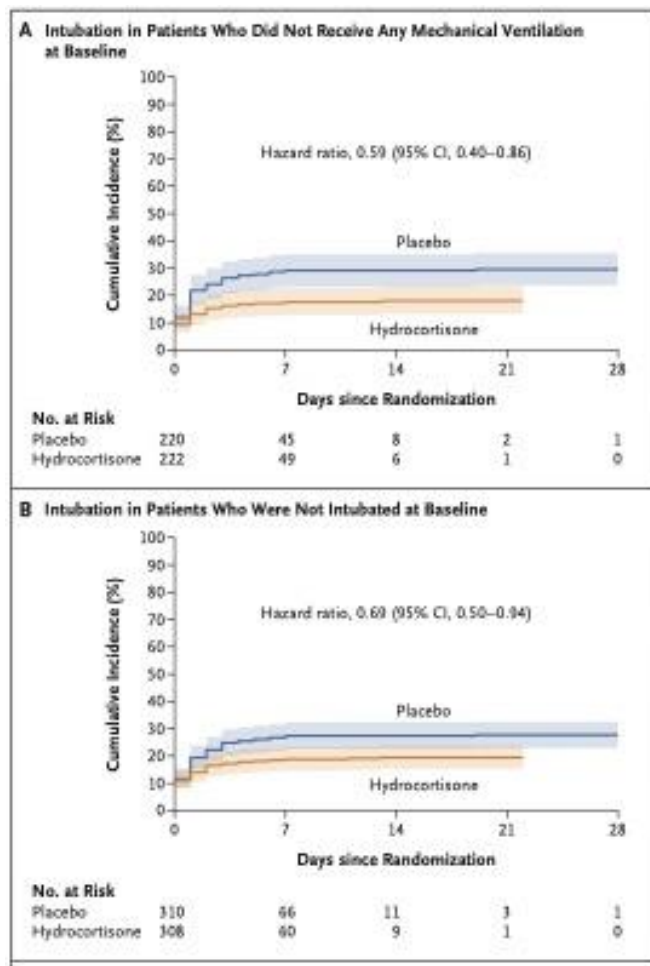 A Intubation in Patients Who Did Not Receive Any Mechanical Ventilation
at Baseline
100
90
80
70
60
50
40
30
20
10
0
Cumulative Incidence (%)
Hazard ratio, 0.59 (95% CI, 0.40–0.86)
Placebo
Hydrocortisone
0 7 14 21 28
Days since Randomization
No. at Risk
Placebo 220 45 8 2 1
Hydrocortisone 222 49 6 1 0
B Intubation in Patients Who Were Not Intubated at Baseline
100
90
80
70
60
50
40
30
20
10
0
Cumulative Incidence (%)
Hazard ratio, 0.69 (95% CI, 0.50–0.94)
Placebo
Hydrocortisone
0 7 14 21 28
Days since Randomization
No. at Risk
Placebo 310 66 11 3 1
Hydrocortisone 308 60 9 1 0